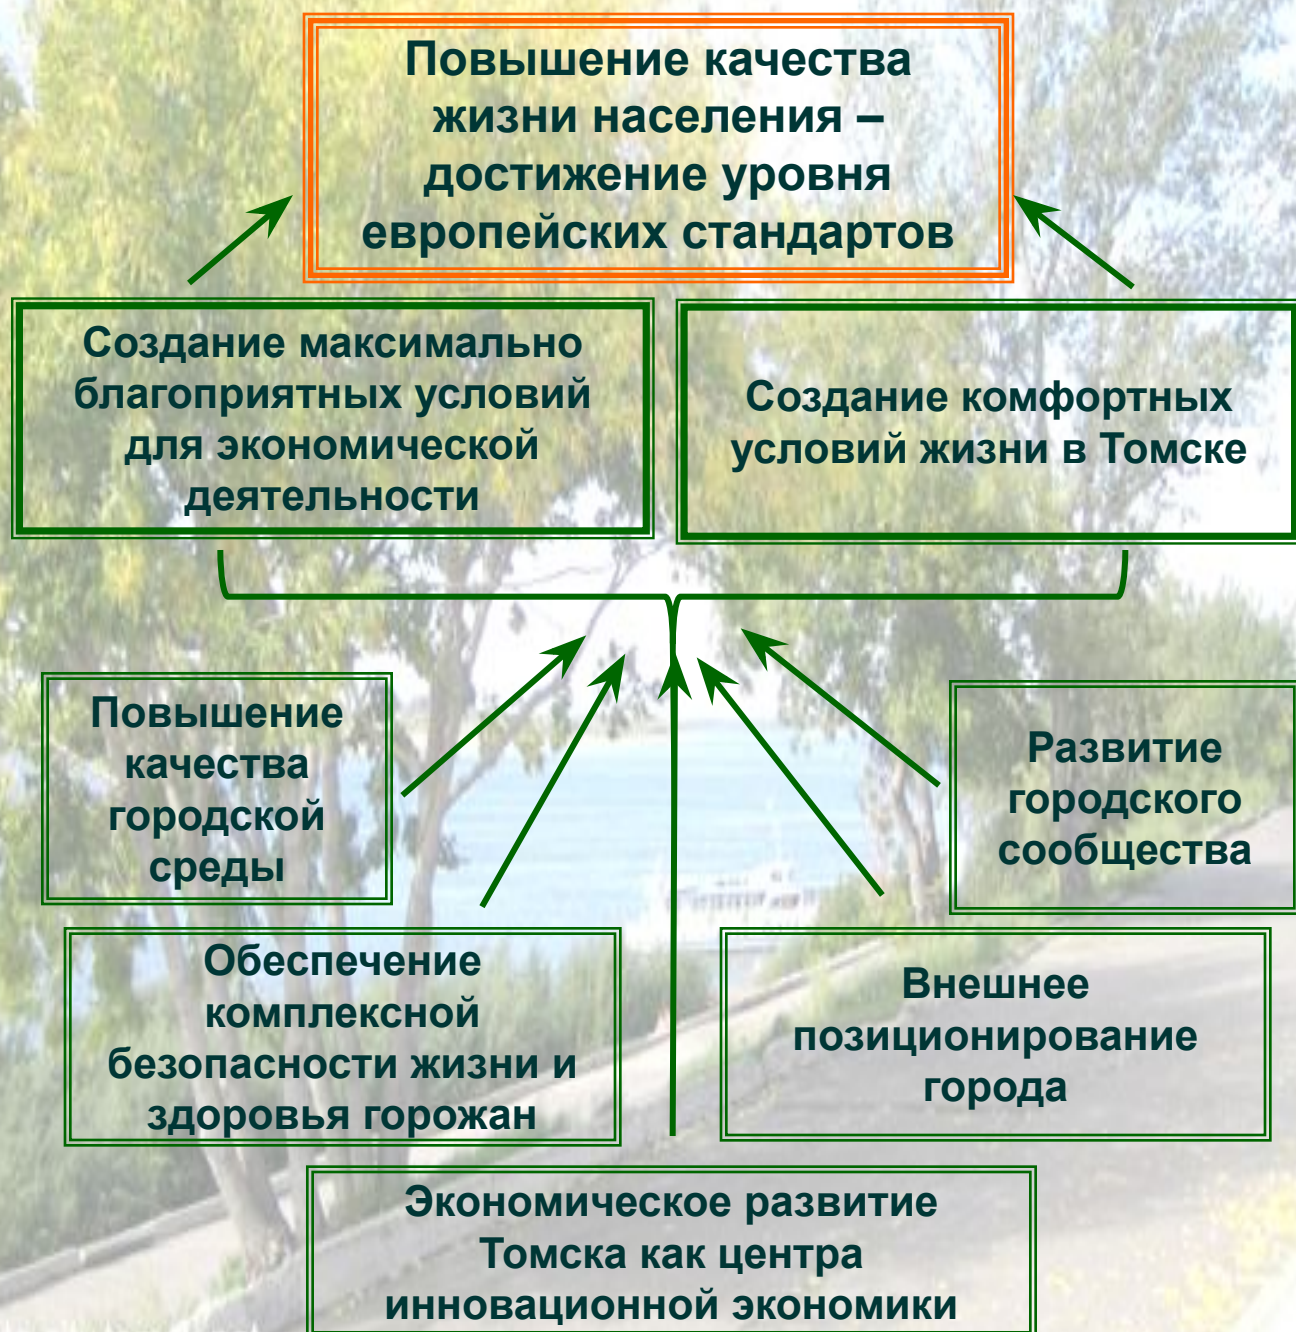 Повышение качества
жизни населения –
достижение уровня
европейских стандартов
Создание максимально
благоприятных условий
для экономической
деятельности
Создание комфортных
условий жизни в Томске
Повышение
качества
городской
среды
Развитие
городского
сообщества
Обеспечение
комплексной
безопасности жизни и
здоровья горожан
Внешнее
позиционирование
города
Экономическое развитие
Томска как центра
инновационной экономики